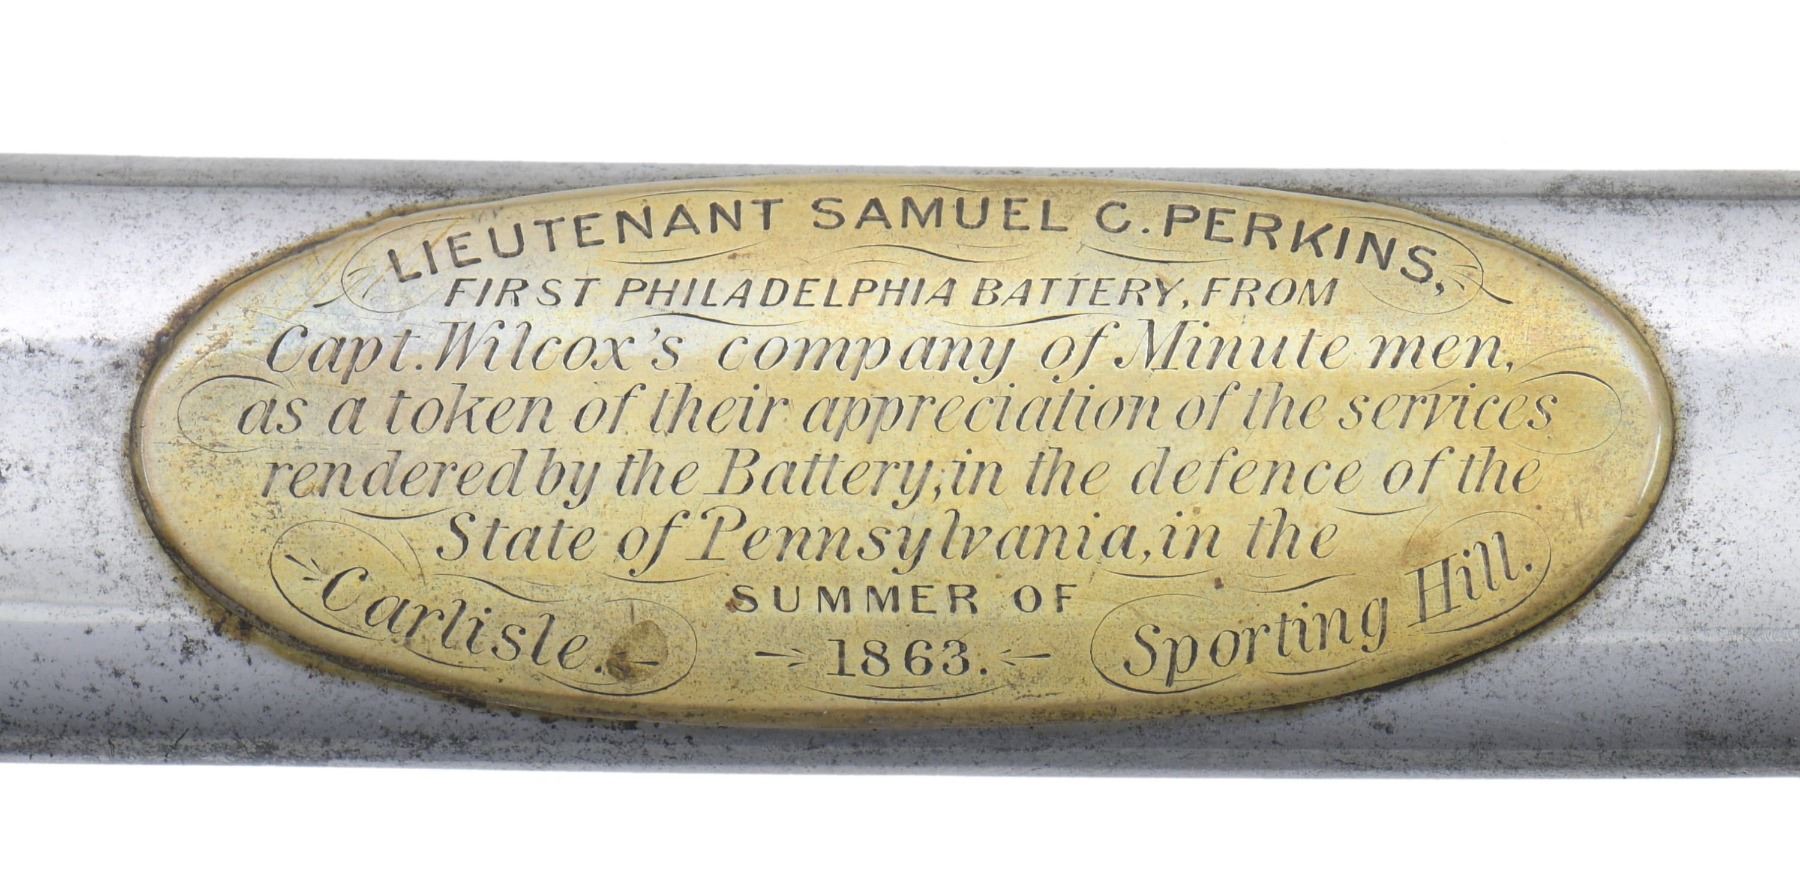 LIEUTENANT SAMUEL C. PERKINS,
FIRST PHILADELPHIA BATTERY, FROM
Capt. Wilcox's company of Minute men,
as a token of their appreciation of the services
rendered by the Battery, in the defence of the
State of Pennsylvania, in the
SUMMER OF
1863.
Carlisle.
Sporting Hill.